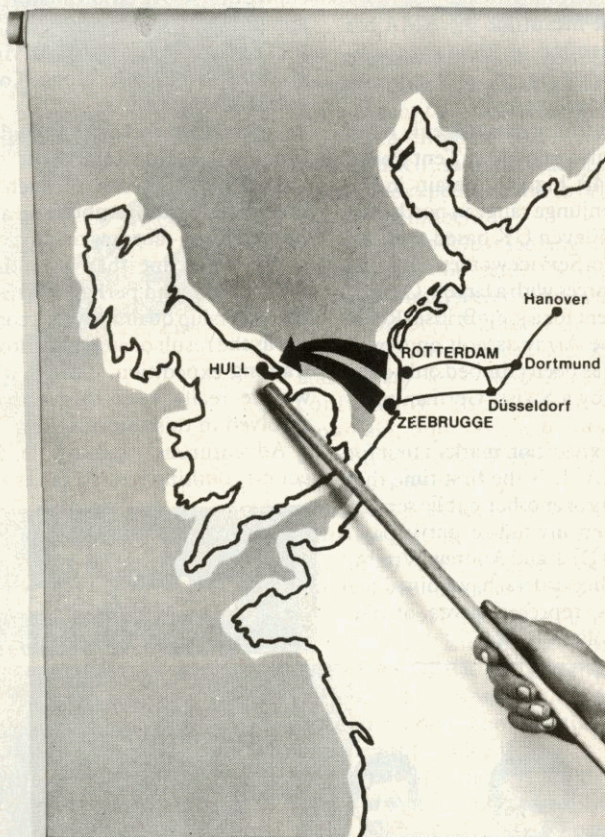 Hanover
ROTTERDAM
HULL
Dortmund
Düsseldorf
ZEEBRUGGE